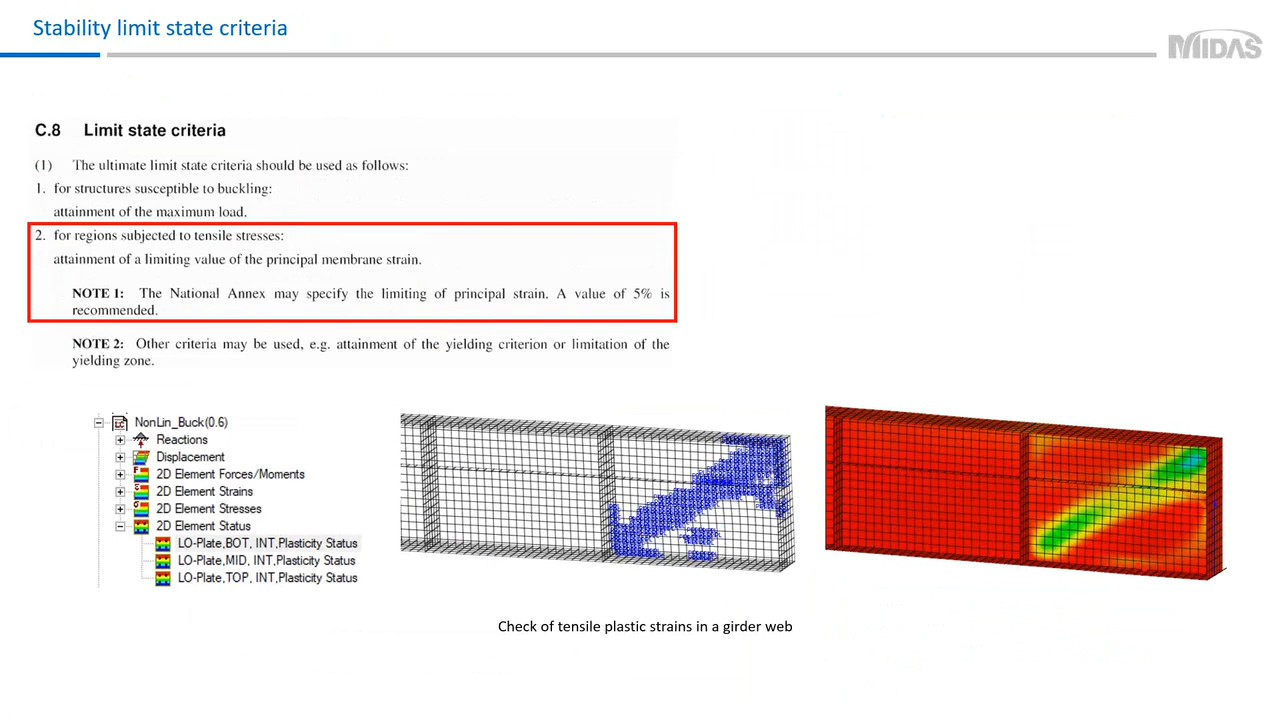 Stability limit state criteria
MIDAS
C.8 Limit state criteria
(1) The ultimate limit state criteria should be used as follows:
1. for structures susceptible to buckling:
attainment of the maximum load.
2. for regions subjected to tensile stresses:
attainment of a limiting value of the principal membrane strain.
NOTE 1: The National Annex may specify the limiting of principal strain. A value of 5% is
recommended.
NOTE 2: Other criteria may be used, e.g. attainment of the yielding criterion or limitation of the
yielding zone.
NonLin_Buck(0.6)
Reactions
Displacement
2D Element Forces/Moments
2D Element Strains
2D Element Stresses
2D Element Status
LO-Plate,BOT, INT,Plasticity Status
LO-Plate,MID, INT,Plasticity Status
LO-Plate,TOP, INT,Plasticity Status
Check of tensile plastic strains in a girder web